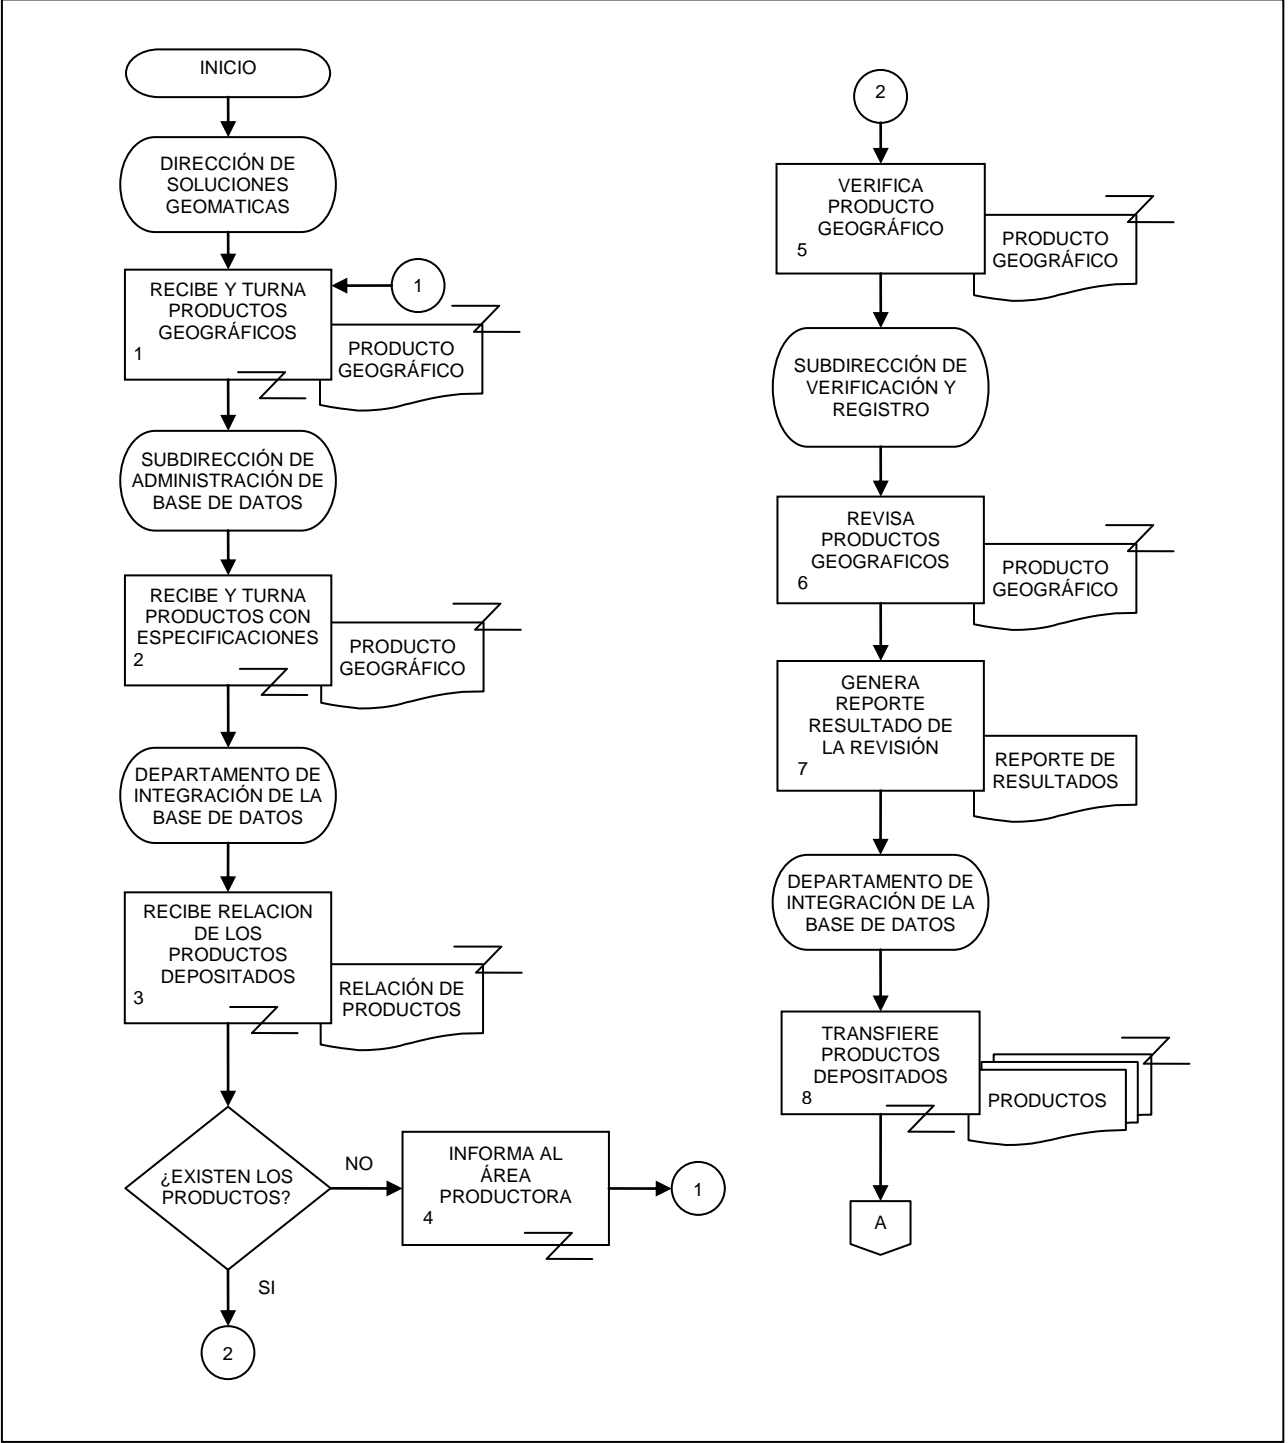 INICIO
DIRECCIÓN DE
SOLUCIONES
GEOMATICAS
RECIBE Y TURNA
PRODUCTOS
GEOGRÁFICOS
1
1
PRODUCTO
GEOGRÁFICO
SUBDIRECCIÓN DE
ADMINISTRACIÓN DE
BASE DE DATOS
RECIBE Y TURNA
PRODUCTOS CON
ESPECIFICACIONES
2
PRODUCTO
GEOGRÁFICO
DEPARTAMENTO DE
INTEGRACIÓN DE LA
BASE DE DATOS
RECIBE RELACION
DE LOS
PRODUCTOS
DEPOSITADOS
3
RELACIÓN DE
PRODUCTOS
¿EXISTEN LOS
PRODUCTOS?
NO
INFORMA AL
ÁREA
PRODUCTORA
4
1
SI
2
2
VERIFICA
PRODUCTO
GEOGRÁFICO
5
PRODUCTO
GEOGRÁFICO
SUBDIRECCIÓN DE
VERIFICACIÓN Y
REGISTRO
REVISA
PRODUCTOS
GEOGRAFICOS
6
PRODUCTO
GEOGRÁFICO
GENERA
REPORTE
RESULTADO DE
LA REVISIÓN
7
REPORTE DE
RESULTADOS
DEPARTAMENTO DE
INTEGRACIÓN DE LA
BASE DE DATOS
TRANSFIERE
PRODUCTOS
DEPOSITADOS
8
PRODUCTOS
A